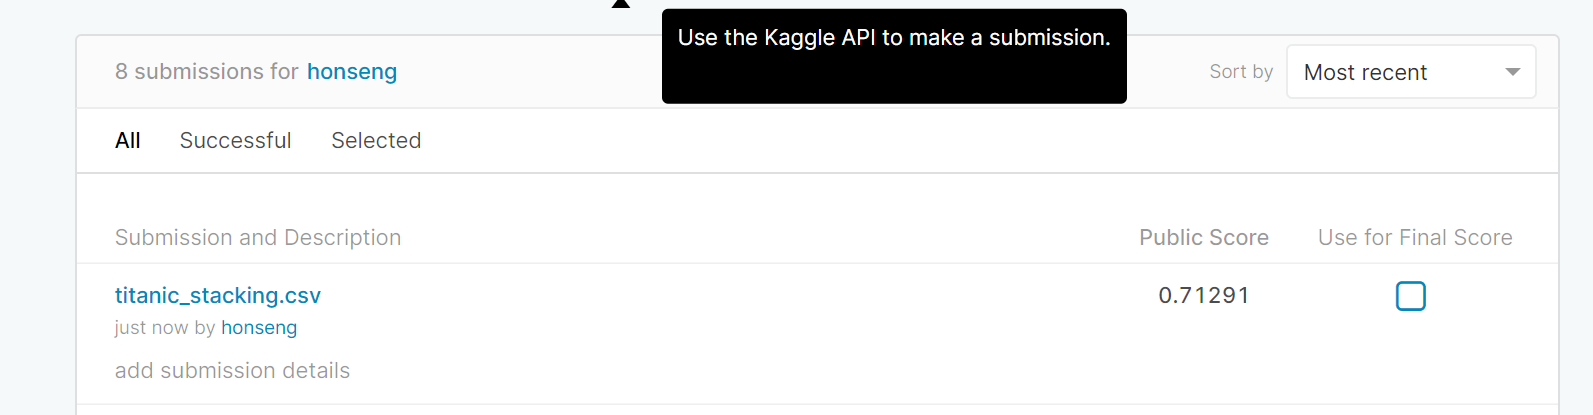 Use the Kaggle API to make a submission.
8 submissions for honseng
Sort by Most recent
All Successful Selected
Submission and Description Public Score Use for Final Score
titanic_stacking.csv 0.71291
just now by honseng
add submission details